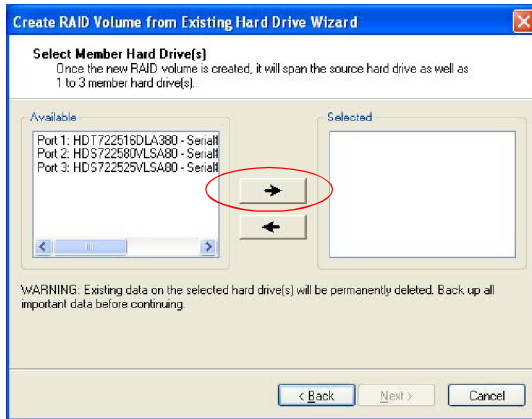 Create RAID Volume from Existing Hard Drive Wizard
Select Member Hard Drive(s)
Once the new RAID volume is created, it will span the source hard drive as well as
1 to 3 member hard drive(s).
Available
Selected
Port 1: HDT722516DLA380 - Serial#
Port 2: HDS722580VLSA80 - Serial#
Port 3: HDS722525VLSA80 - Serial#
WARNING: Existing data on the selected hard drive(s) will be permanently deleted. Back up all
important data before continuing.
< Back
Next >
Cancel